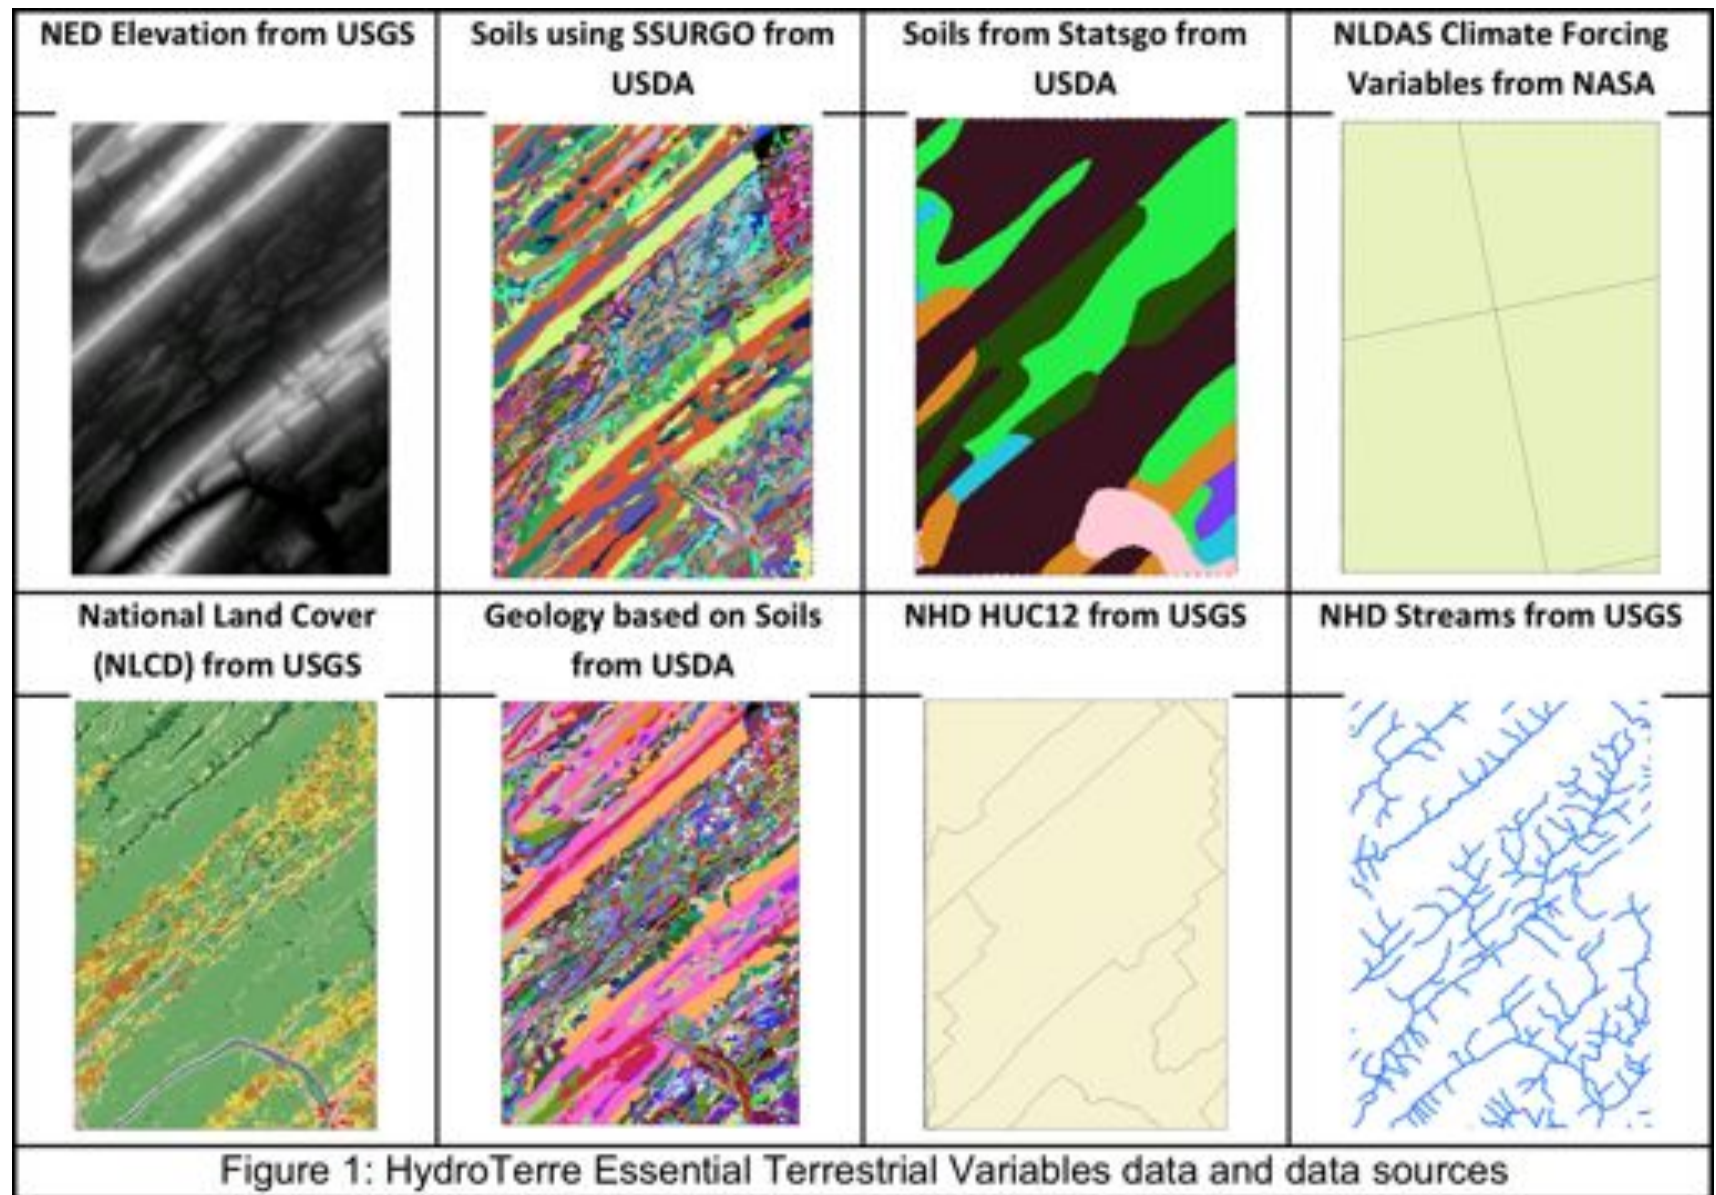 NED Elevation from USGS
Soils using SSURGO from
USDA
Soils from Statsgo from
USDA
NLDAS Climate Forcing
Variables from NASA
National Land Cover
(NLCD) from USGS
Geology based on Soils
from USDA
NHD HUC12 from USGS
NHD Streams from USGS
Figure 1: HydroTerre Essential Terrestrial Variables data and data sources